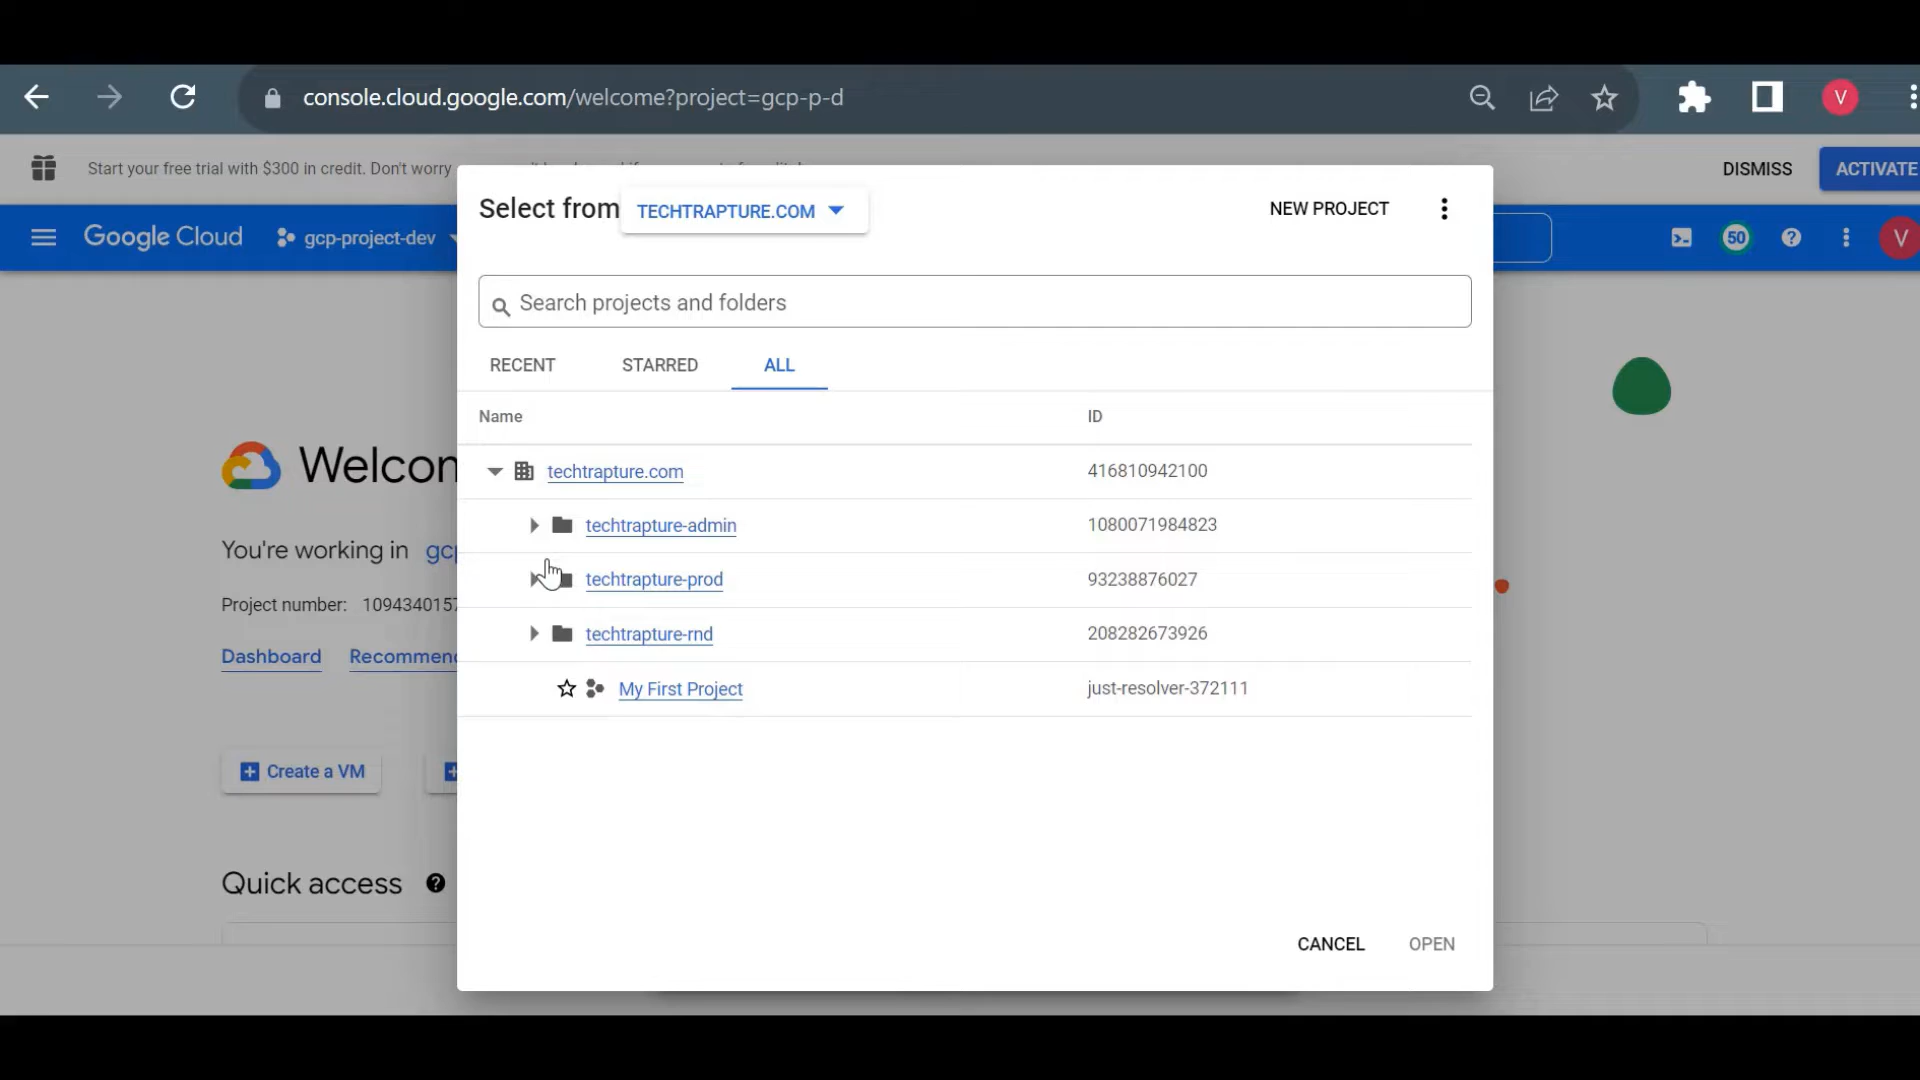 console.cloud.google.com/welcome?project=gcp-p-d
V
Start your free trial with $300 in credit. Don't worry
DISMISS
ACTIVATE
Select from
TECHTRAPTURE.COM
NEW PROJECT
Google Cloud
gcp-project-dev
50
V
Search projects and folders
RECENT
STARRED
ALL
Name
ID
Welcom
techtrapture.com
416810942100
techtrapture-admin
1080071984823
You're working in gcp
techtrapture-prod
93238876027
Project number: 1094340157
techtrapture-rnd
208282673926
Dashboard
Recommend
My First Project
just-resolver-372111
Create a VM
Quick access
CANCEL
OPEN